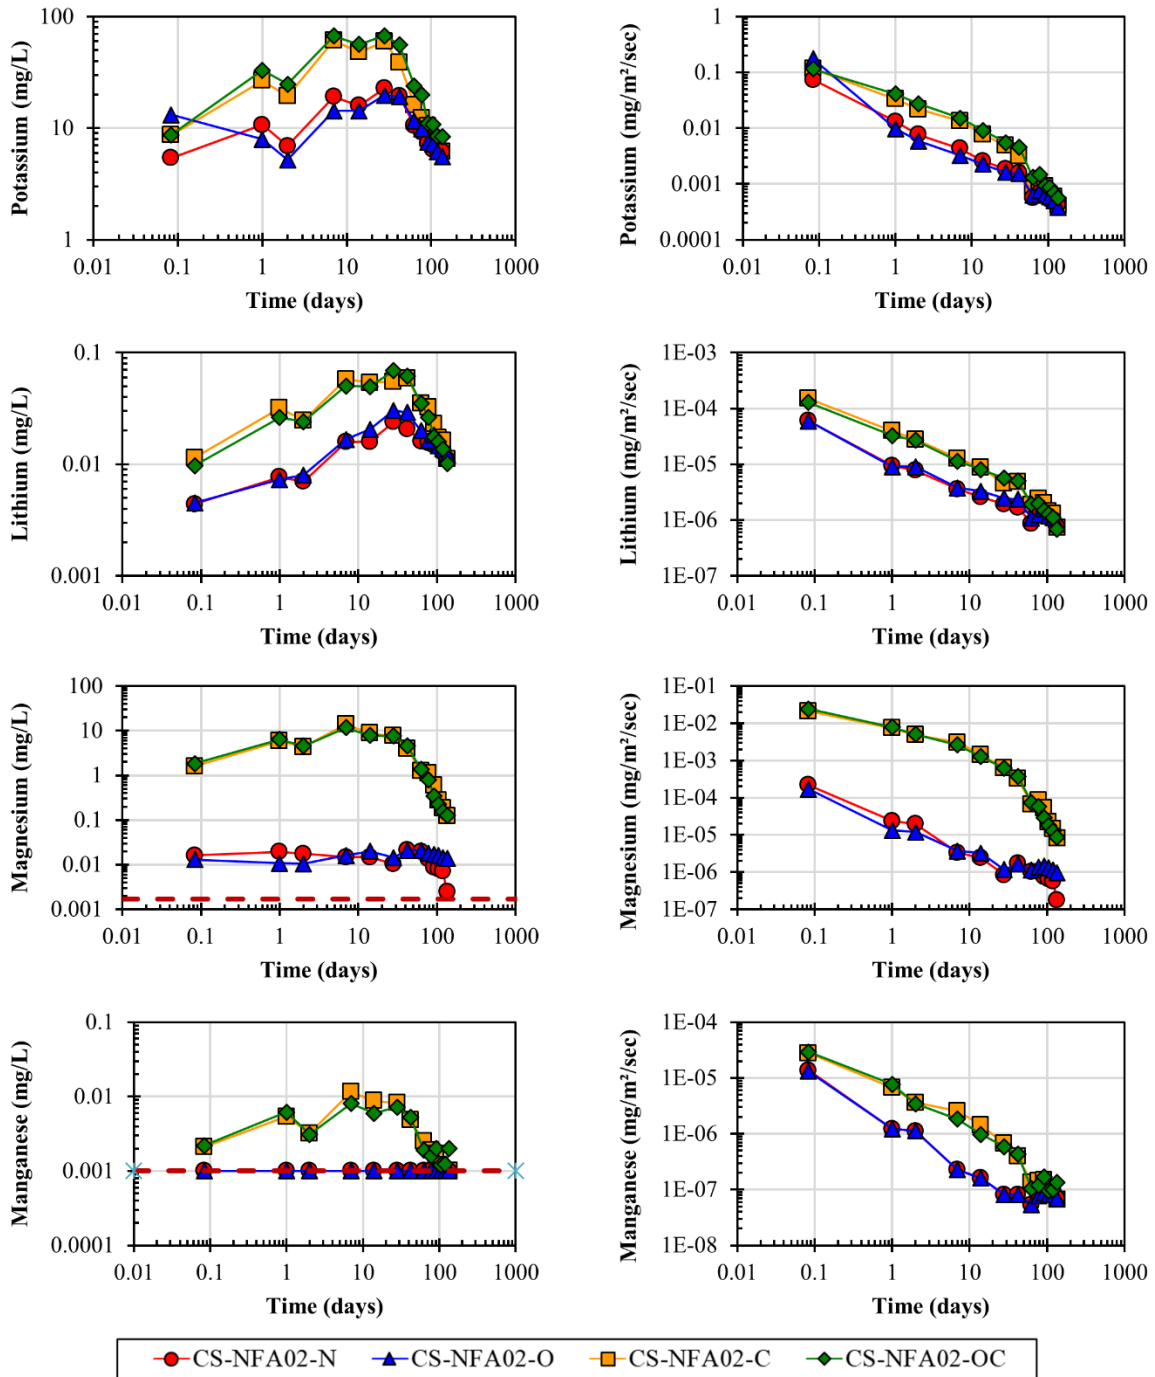 Potassium (mg/L)
100
10
1
0.01 0.1 1 10 100 1000
Time (days)
Potassium (mg/m²/sec)
1
0.1
0.01
0.001
0.0001
0.01 0.1 1 10 100 1000
Time (days)
Lithium (mg/L)
0.1
0.01
0.001
0.01 0.1 1 10 100 1000
Time (days)
Lithium (mg/m²/sec)
1E-03
1E-04
1E-05
1E-06
1E-07
0.01 0.1 1 10 100 1000
Time (days)
Magnesium (mg/L)
100
10
1
0.1
0.01
0.001
0.01 0.1 1 10 100 1000
Time (days)
Magnesium (mg/m²/sec)
1E-01
1E-02
1E-03
1E-04
1E-05
1E-06
1E-07
0.01 0.1 1 10 100 1000
Time (days)
Manganese (mg/L)
0.1
0.01
0.001
0.0001
0.01 0.1 1 10 100 1000
Time (days)
Manganese (mg/m²/sec)
1E-04
1E-05
1E-06
1E-07
1E-08
0.01 0.1 1 10 100 1000
Time (days)
CS-NFA02-N CS-NFA02-O CS-NFA02-C CS-NFA02-OC